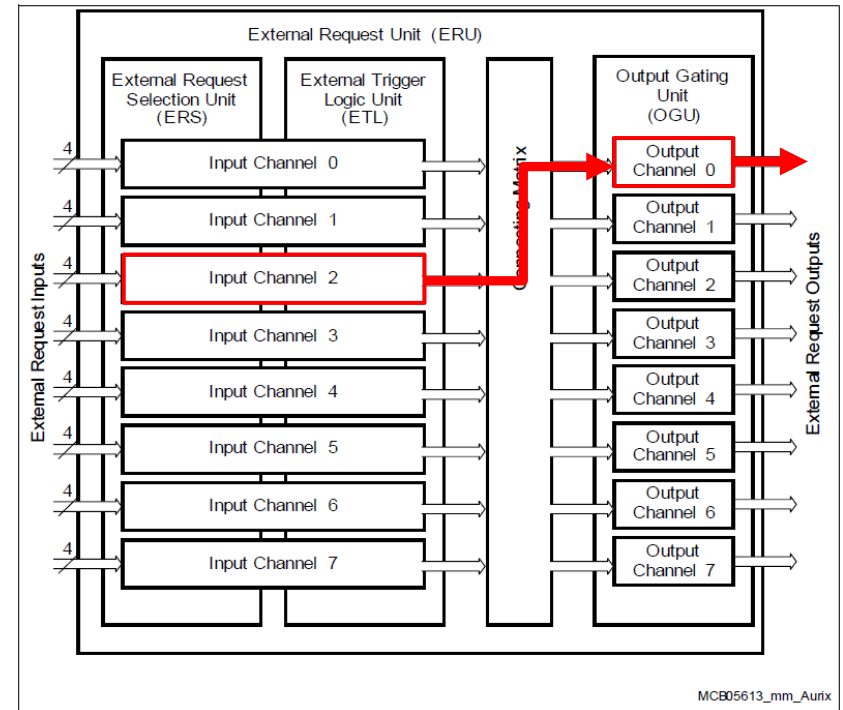 External Request Unit (ERU)
External Request
Selection Unit
(ERS)
External Trigger
Logic Unit
(ETL)
Output Gating
Unit
(OGU)
Connecting Matrix
External Request Inputs
External Request Outputs
4
Input Channel 0
Output
Channel 0
4
Input Channel 1
Output
Channel 1
4
Input Channel 2
Output
Channel 2
4
Input Channel 3
Output
Channel 3
4
Input Channel 4
Output
Channel 4
4
Input Channel 5
Output
Channel 5
4
Input Channel 6
Output
Channel 6
4
Input Channel 7
Output
Channel 7
MCB05613_mm_Aurix